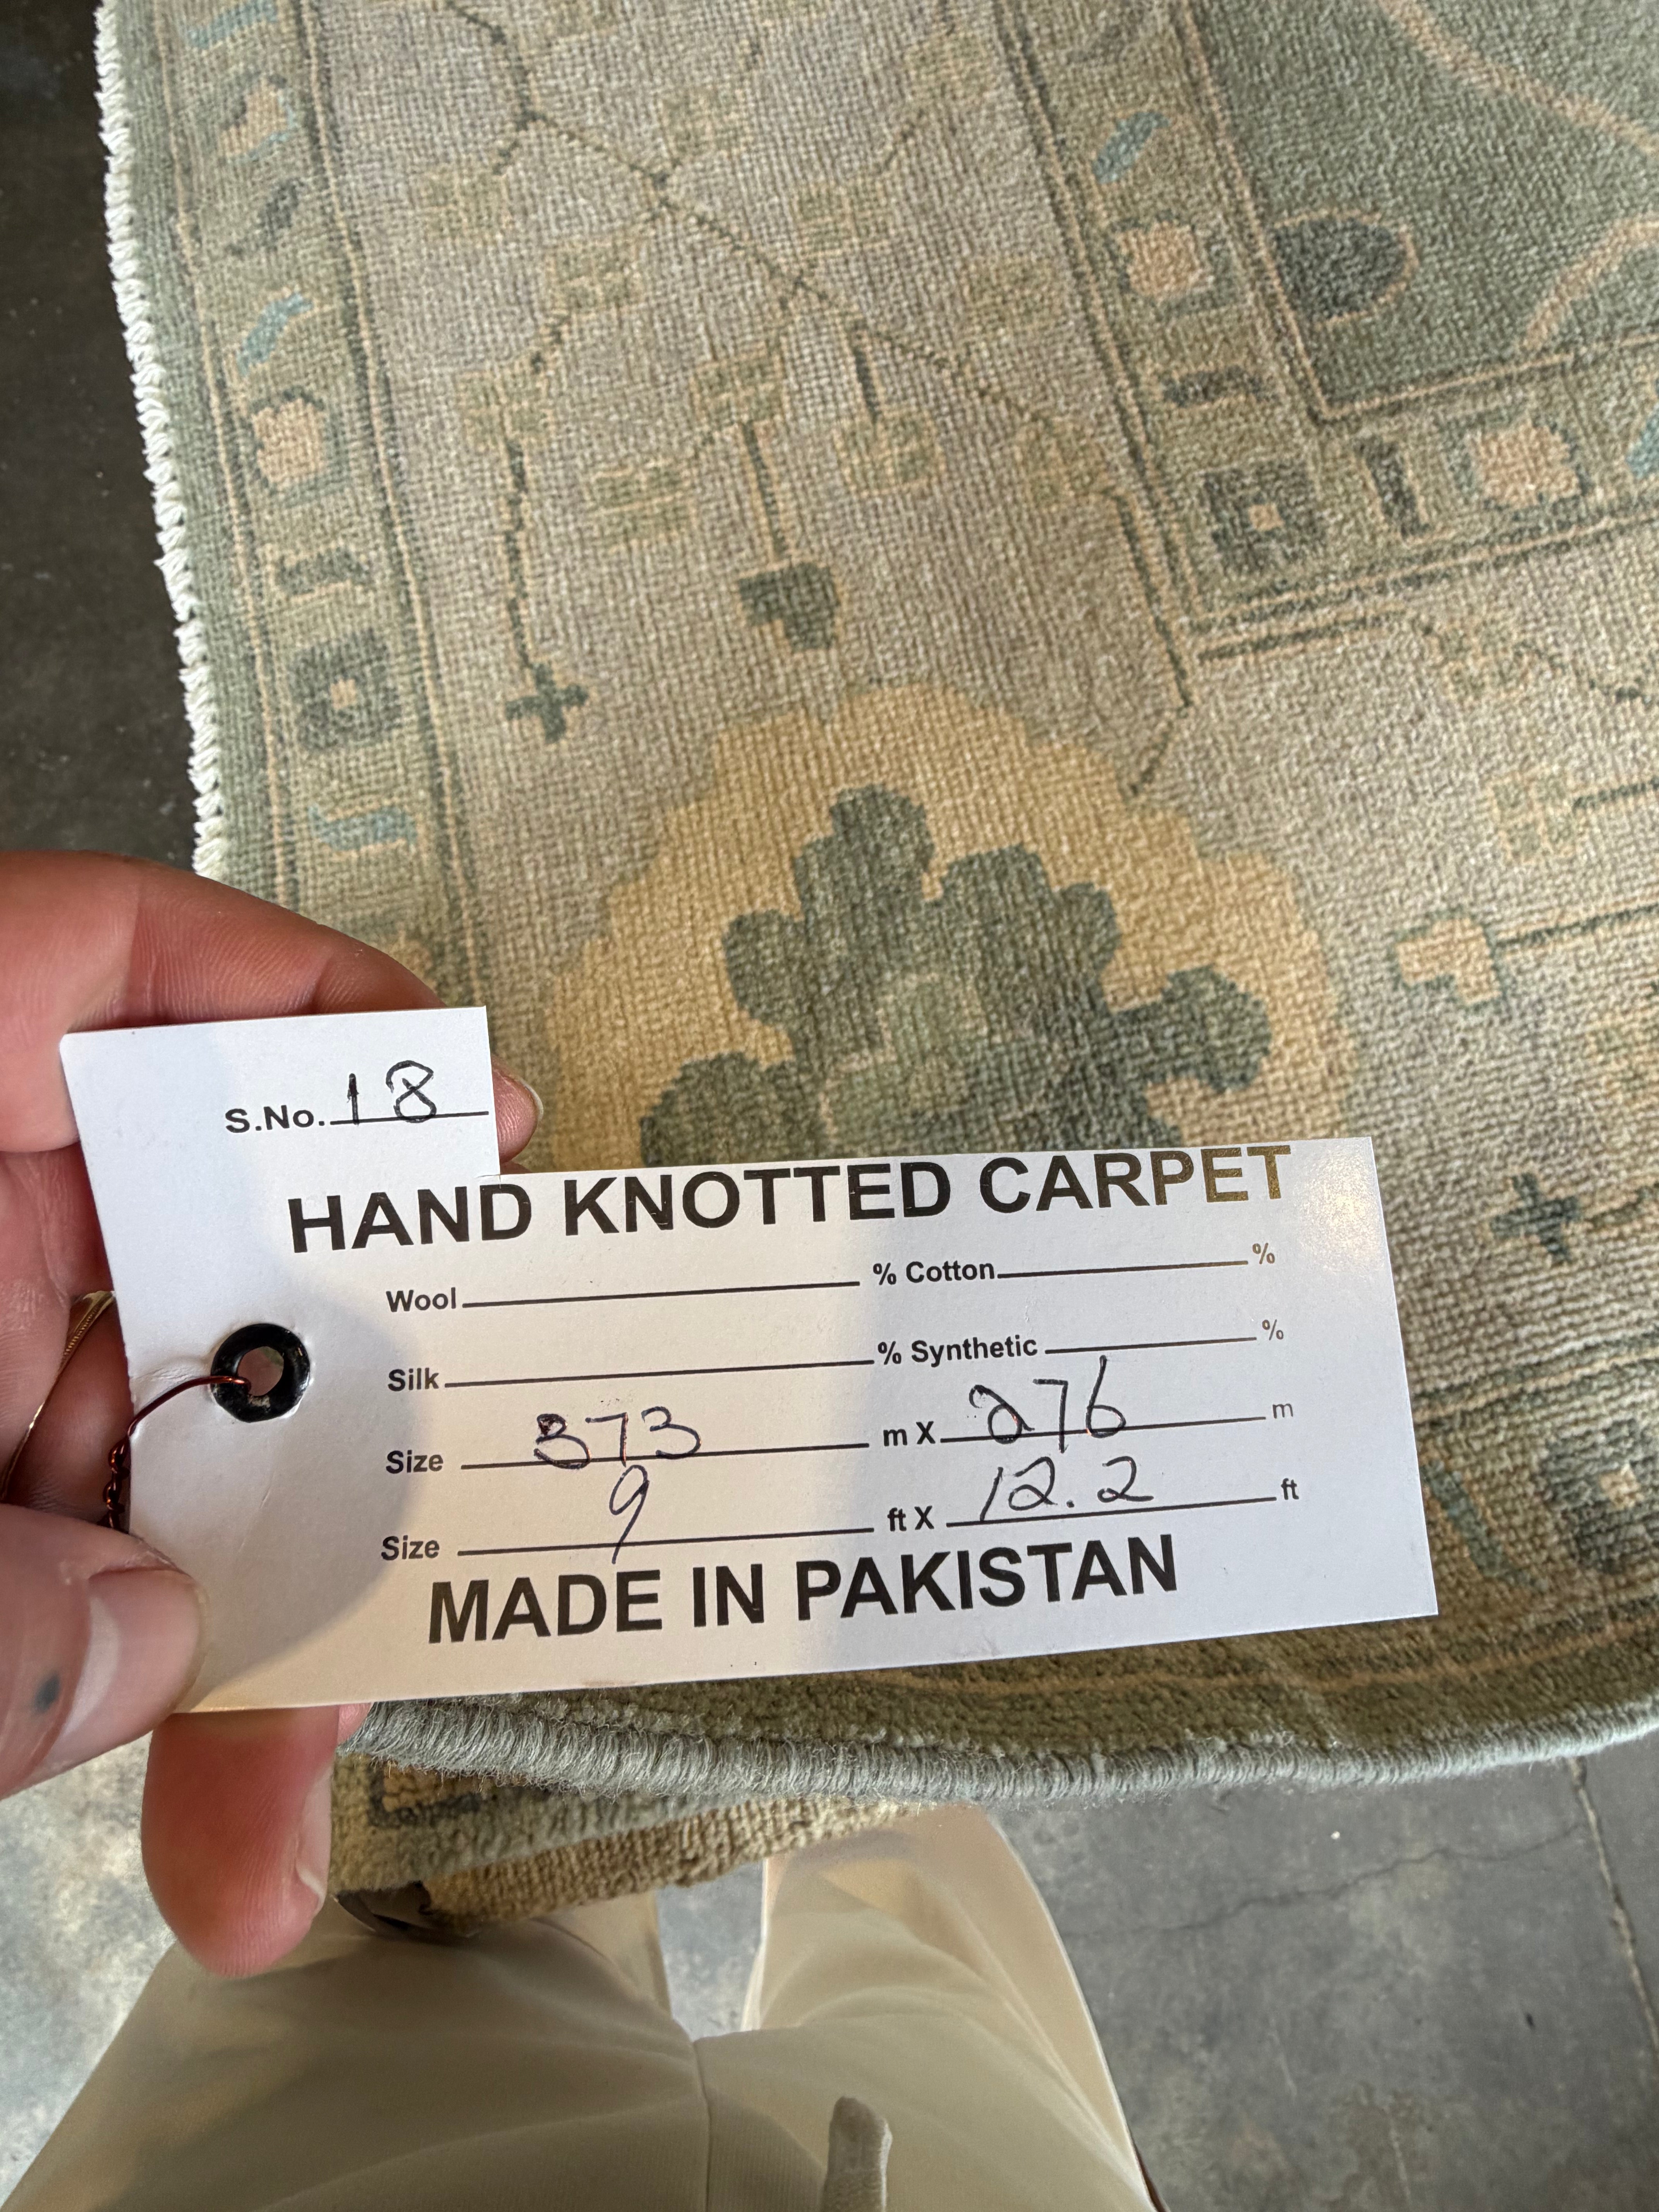 S.No. 18
HAND KNOTTED CARPET
Wool % Cotton %
Silk % Synthetic %
Size 373 m X 276 m
Size 9 ft X 12.2 ft
MADE IN PAKISTAN